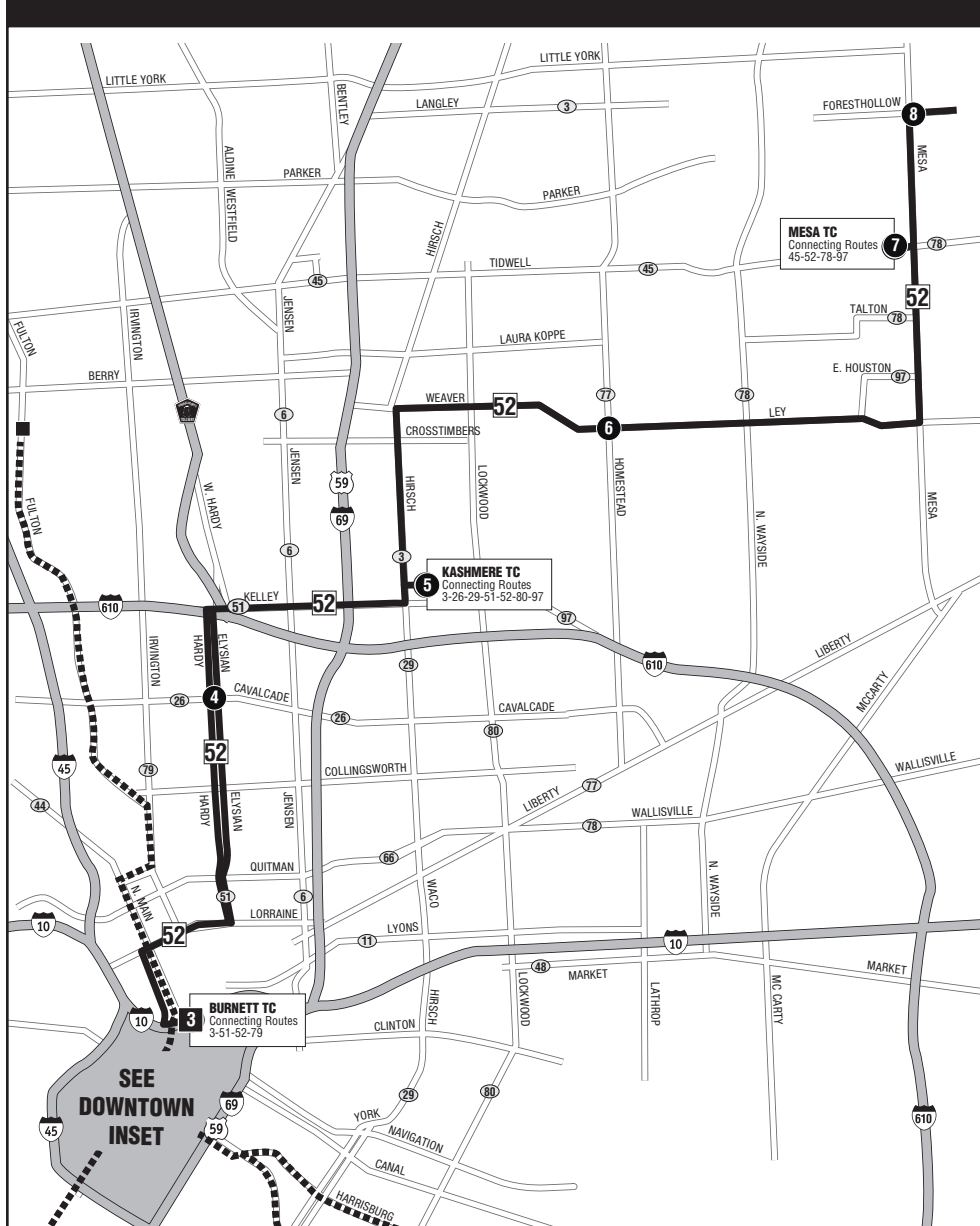 LITTLE YORK
LITTLE YORK
BENTLEY
LANGLEY
3
FORESTHOLLOW
8
MESA
ALDINE WESTFIELD
PARKER
PARKER
HIRSCH
MESA TC
Connecting Routes
45-52-78-97
7
78
TIDWELL
45
45
52
JENSEN
IRVINGTON
FULTON
TALTON
78
LAURA KOPPE
E. HOUSTON
97
BERRY
WEAVER
52
77
78
LEY
6
CROSSTIMBERS
6
JENSEN
HIRSCH
LOCKWOOD
HOMESTEAD
N. WAYSIDE
MESA
59
69
W. HARDY
FULTON
6
3
5
KASHMERE TC
Connecting Routes
3-26-29-51-52-80-97
610
51
KELLEY
52
97
IRVINGTON
HARDY
ELYSIAN
29
610
LIBERTY
MCCARTY
26
4
CAVALCADE
26
CAVALCADE
80
52
45
79
COLLINGSWORTH
WALLISVILLE
44
HARDY
ELYSIAN
JENSEN
LIBERTY
77
78
WALLISVILLE
66
QUITMAN
N. MAIN
51
6
WACO
N. WAYSIDE
LORRAINE
10
52
11
LYONS
10
48
MARKET
MARKET
LOCKWOOD
LATHROP
MC CARTY
HIRSCH
10
3
BURNETT TC
Connecting Routes
3-51-52-79
CLINTON
SEE
DOWNTOWN
INSET
69
59
45
29
80
610
YORK
NAVIGATION
CANAL
HARRISBURG